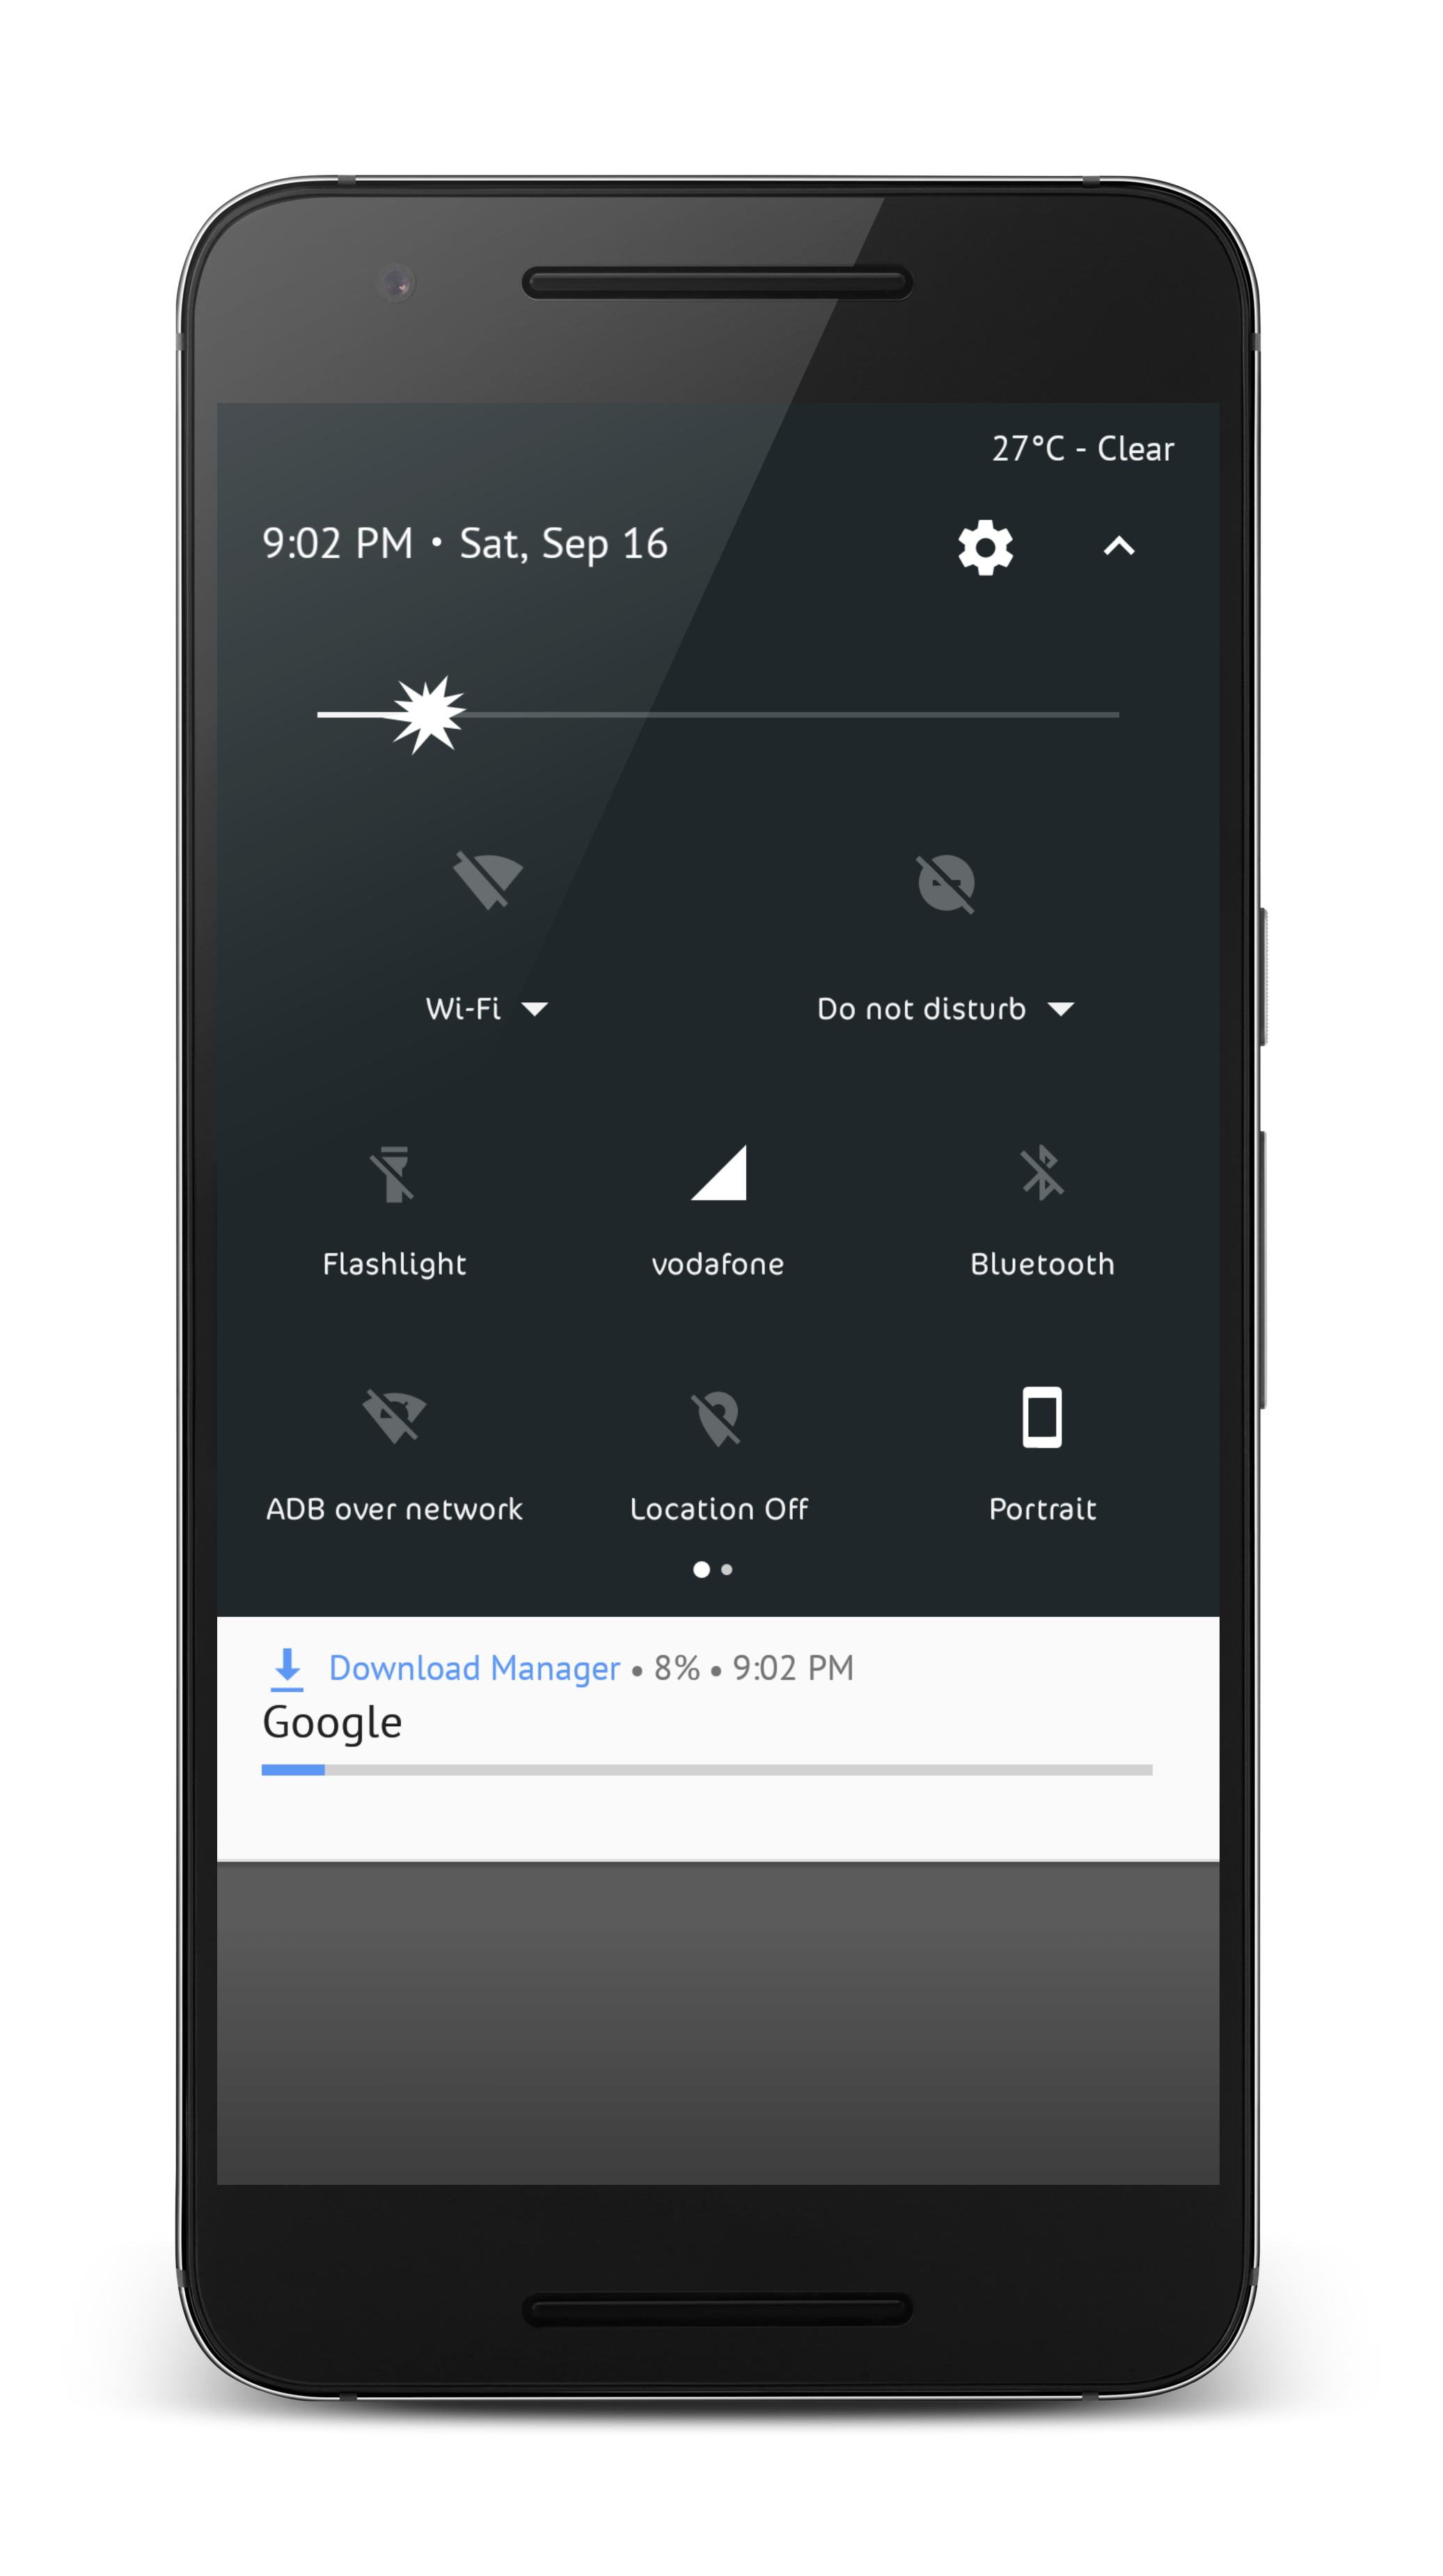 27°C - Clear
9:02 PM • Sat, Sep 16
Wi-Fi
Do not disturb
Flashlight
vodafone
Bluetooth
ADB over network
Location Off
Portrait
Download Manager • 8% • 9:02 PM
Google